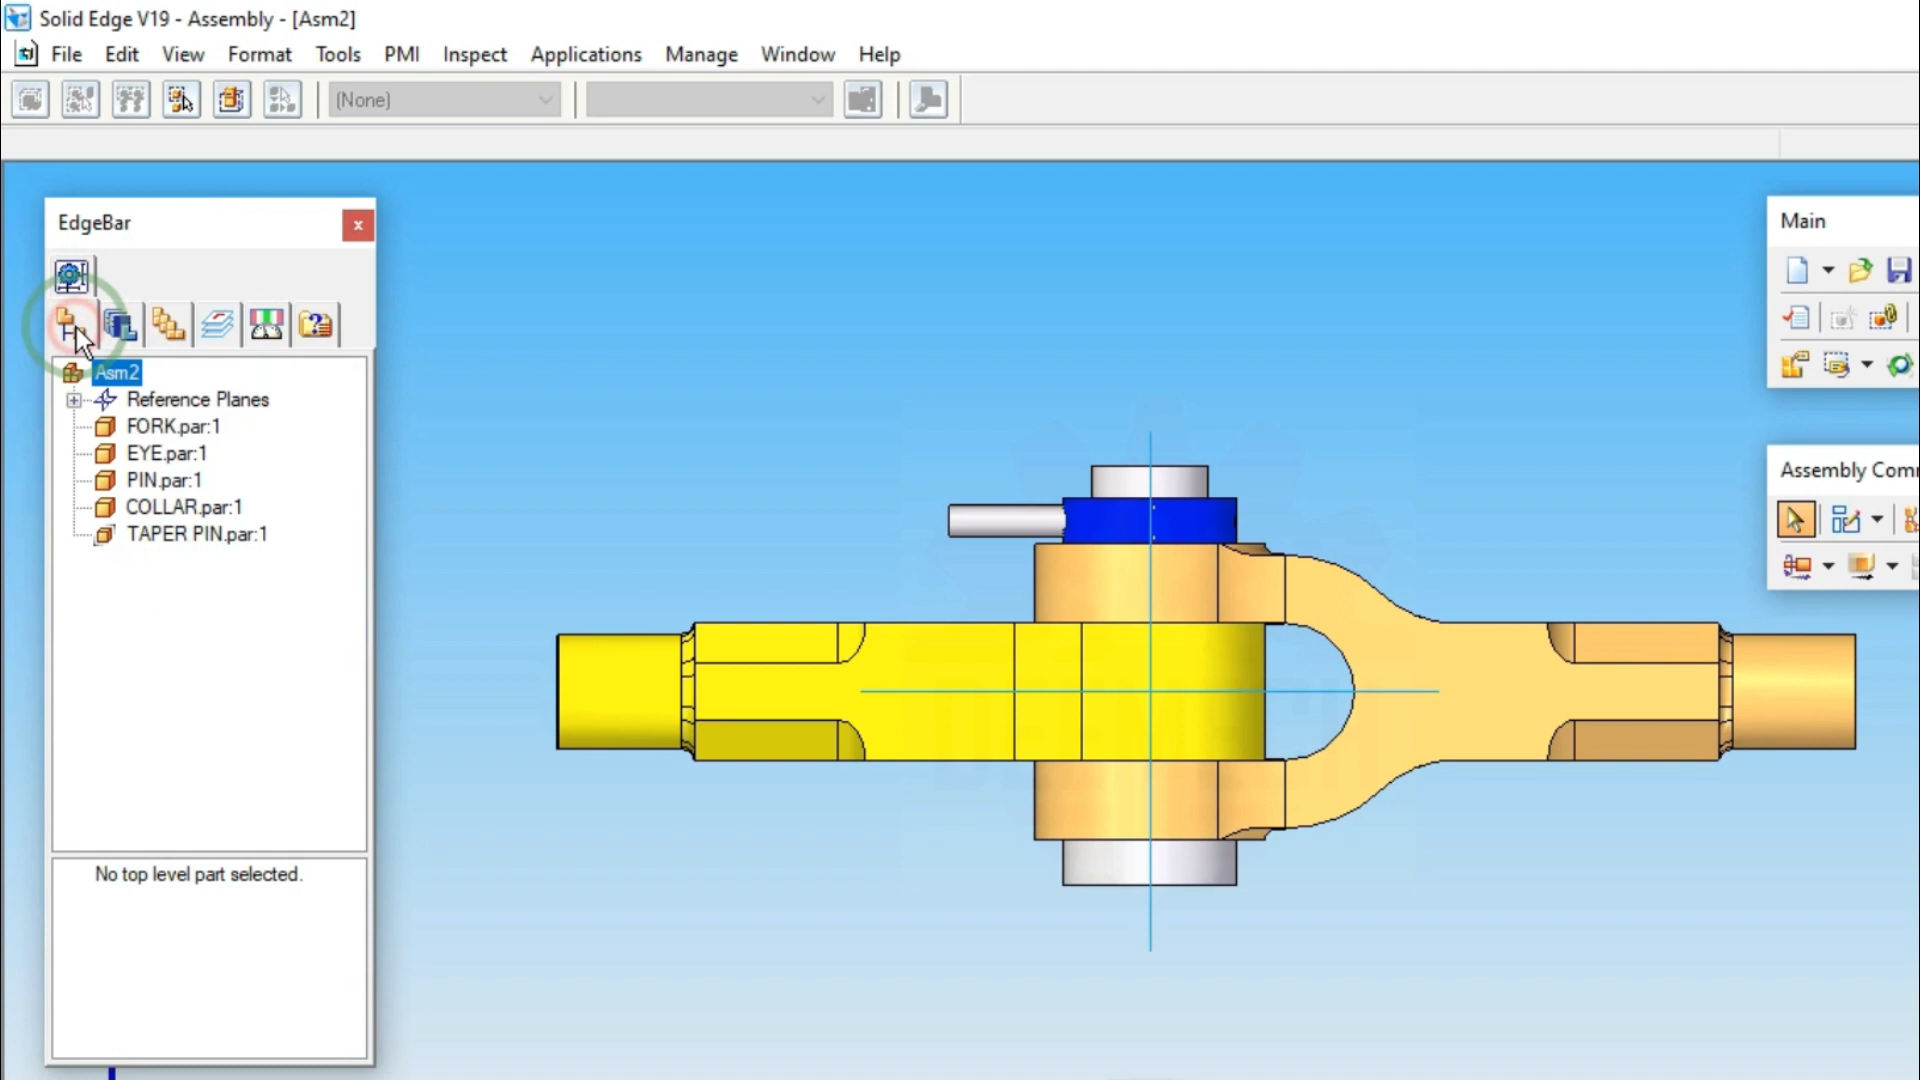 Solid Edge V19 - Assembly - [Asm2]
File Edit View Format Tools PMI Inspect Applications Manage Window Help
(None)
EdgeBar
x
Main
Asm2
Reference Planes
FORK.par:1
EYE.par:1
PIN.par:1
COLLAR.par:1
TAPER PIN.par:1
Assembly Com
No top level part selected.